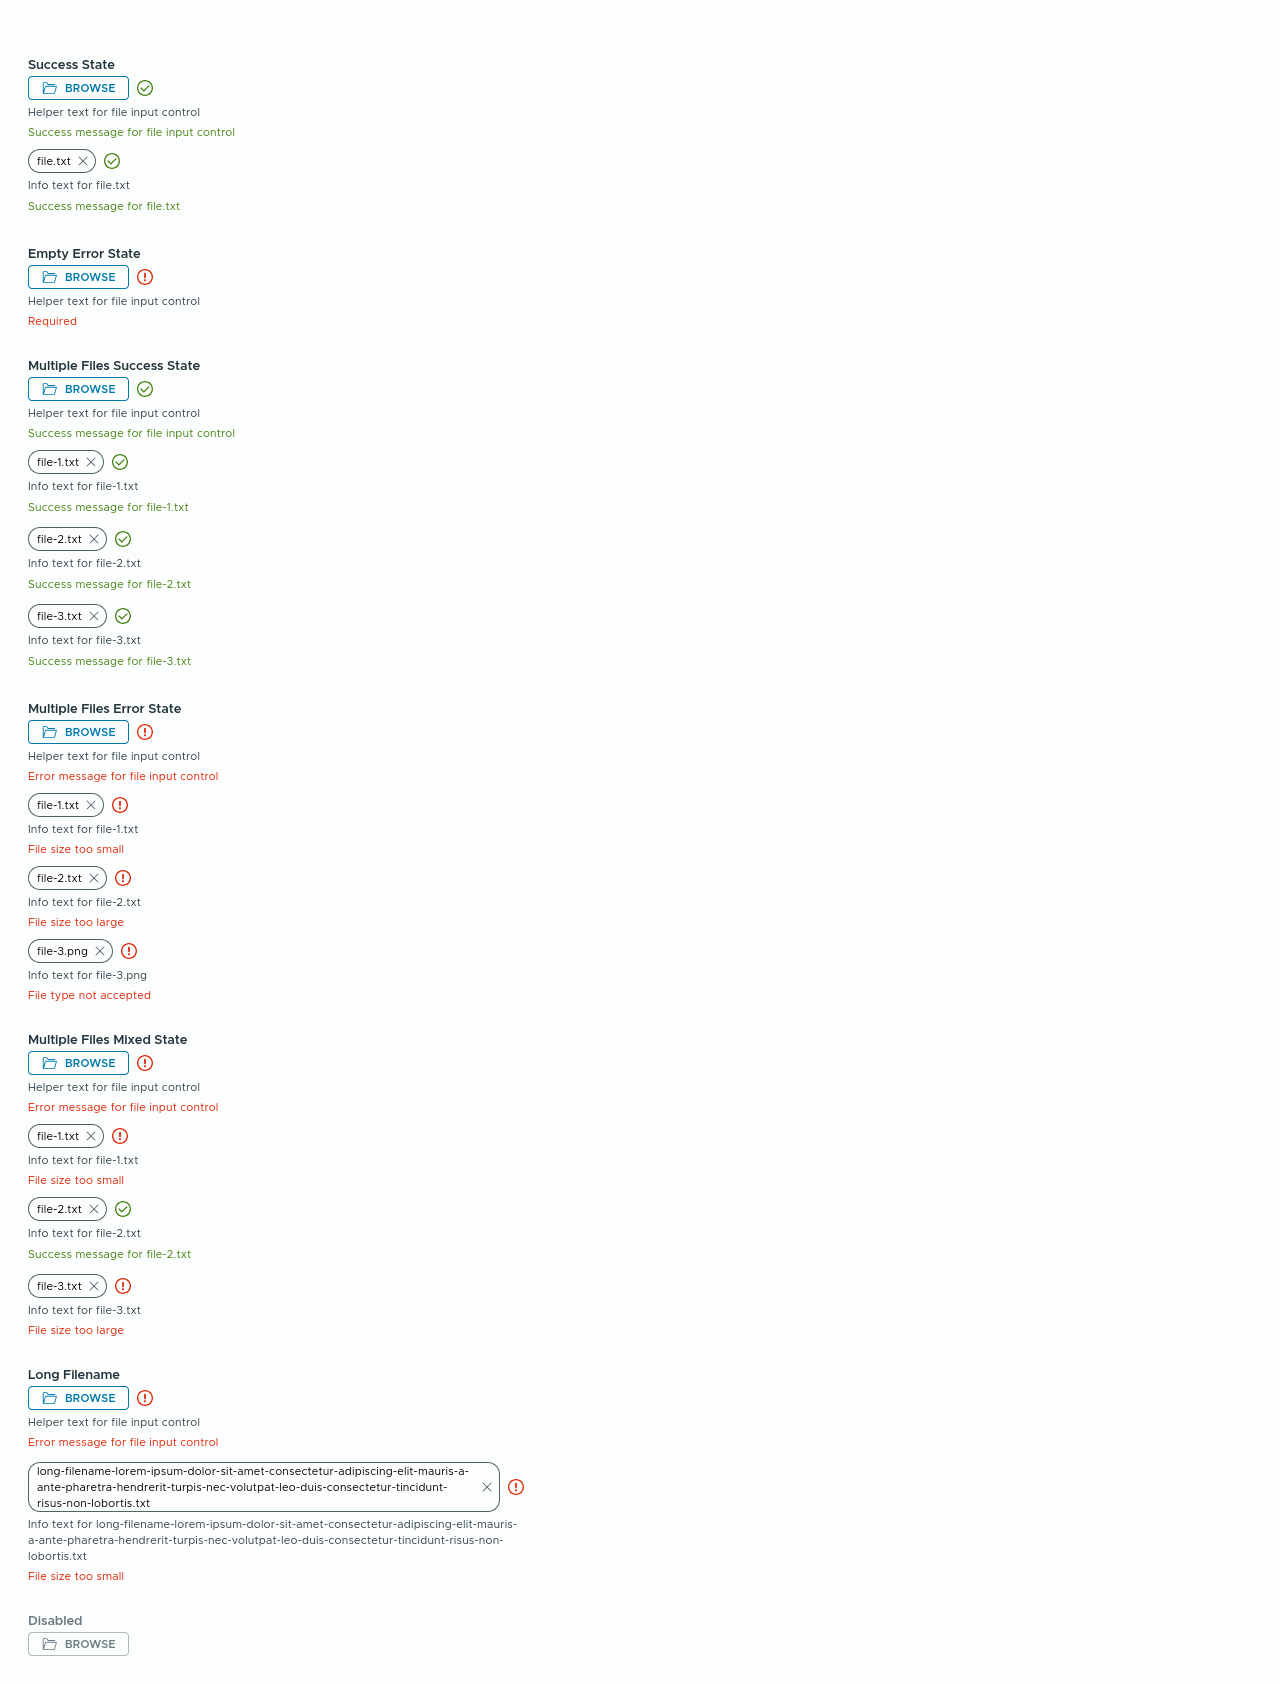 Success State
BROWSE
Helper text for file input control
Success message for file input control
file.txt
Info text for file.txt
Success message for file.txt
Empty Error State
BROWSE
Helper text for file input control
Required
Multiple Files Success State
BROWSE
Helper text for file input control
Success message for file input control
file-1.txt
Info text for file-1.txt
Success message for file-1.txt
file-2.txt
Info text for file-2.txt
Success message for file-2.txt
file-3.txt
Info text for file-3.txt
Success message for file-3.txt
Multiple Files Error State
BROWSE
Helper text for file input control
Error message for file input control
file-1.txt
Info text for file-1.txt
File size too small
file-2.txt
Info text for file-2.txt
File size too large
file-3.png
Info text for file-3.png
File type not accepted
Multiple Files Mixed State
BROWSE
Helper text for file input control
Error message for file input control
file-1.txt
Info text for file-1.txt
File size too small
file-2.txt
Info text for file-2.txt
Success message for file-2.txt
file-3.txt
Info text for file-3.txt
File size too large
Long Filename
BROWSE
Helper text for file input control
Error message for file input control
long-filename-lorem-ipsum-dolor-sit-amet-consectetur-adipiscing-elit-mauris-a-
ante-pharetra-hendrerit-turpis-nec-volutpat-leo-duis-consectetur-tincidunt-
risus-non-lobortis.txt
Info text for long-filename-lorem-ipsum-dolor-sit-amet-consectetur-adipiscing-elit-mauris-
a-ante-pharetra-hendrerit-turpis-nec-volutpat-leo-duis-consectetur-tincidunt-risus-non-
lobortis.txt
File size too small
Disabled
BROWSE